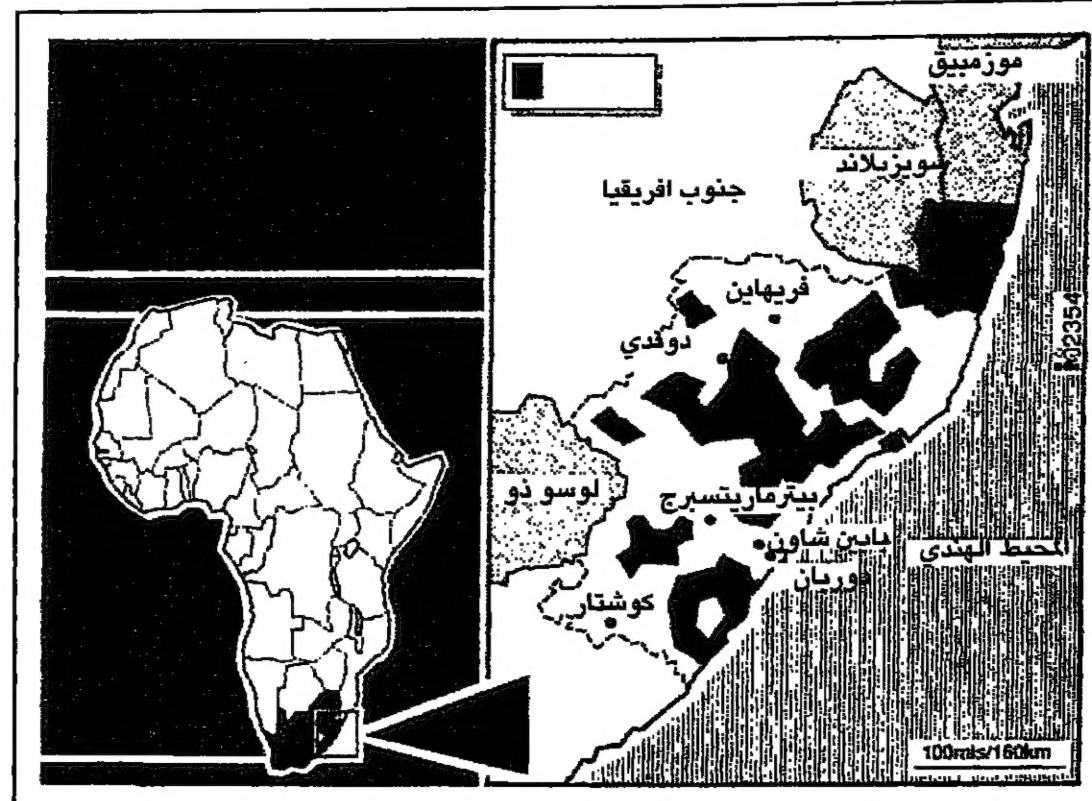 موزمبيق
سويزيلاند
جنوب افريقيا
فريهاين
دوندي
لوسو ذو
بيترماريتسبرج
باين شاون
دوربان
المحيط الهندي
كوشتار
100mls/160km